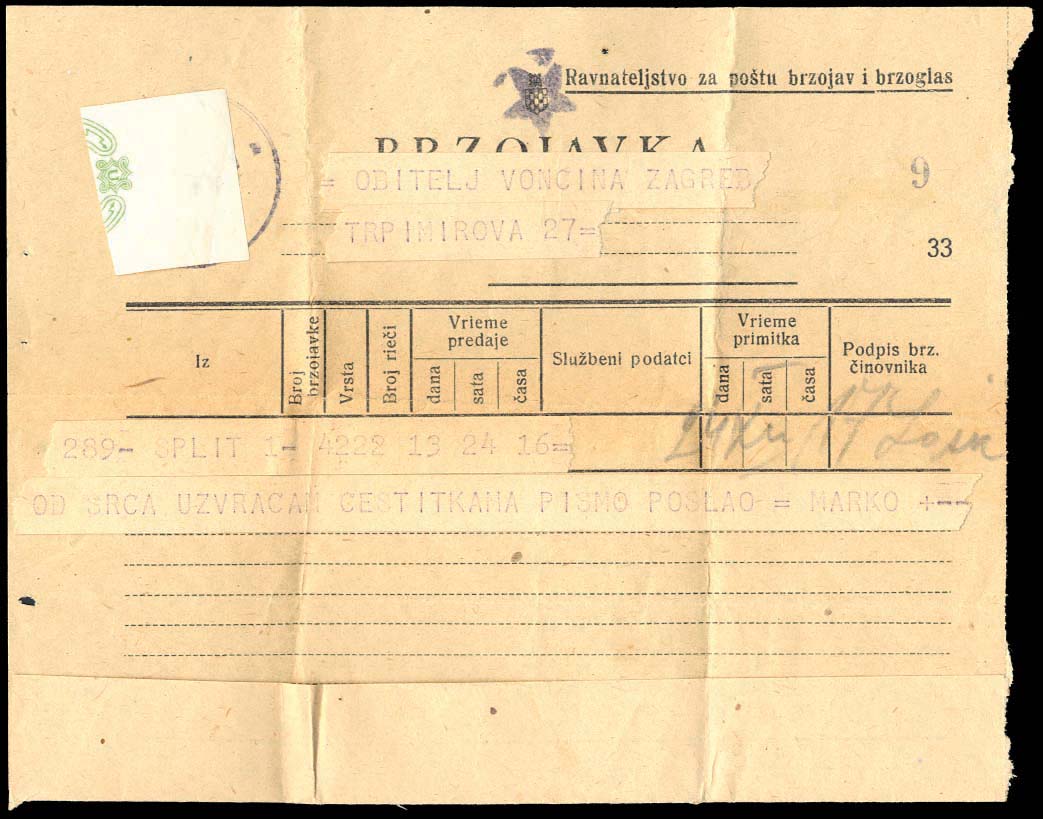 Ravnateljstvo za poštu brzojav i brzoglas
BRZOJAVKA
9
= OBITELJ VONCINA ZAGREB
TRPIMIROVA 27=
33
Iz
Broj brzojavke
Vrsta
Broj rieči
Vrieme predaje
dana
sata
časa
Službeni podatci
Vrieme primitka
dana
sata
časa
Podpis brz. činovnika
289- SPLIT 1- 4222 13 24 16=
OD SRCA UZVRACAM CESTITKAMA PISMO POSLAO = MARKO +--
U